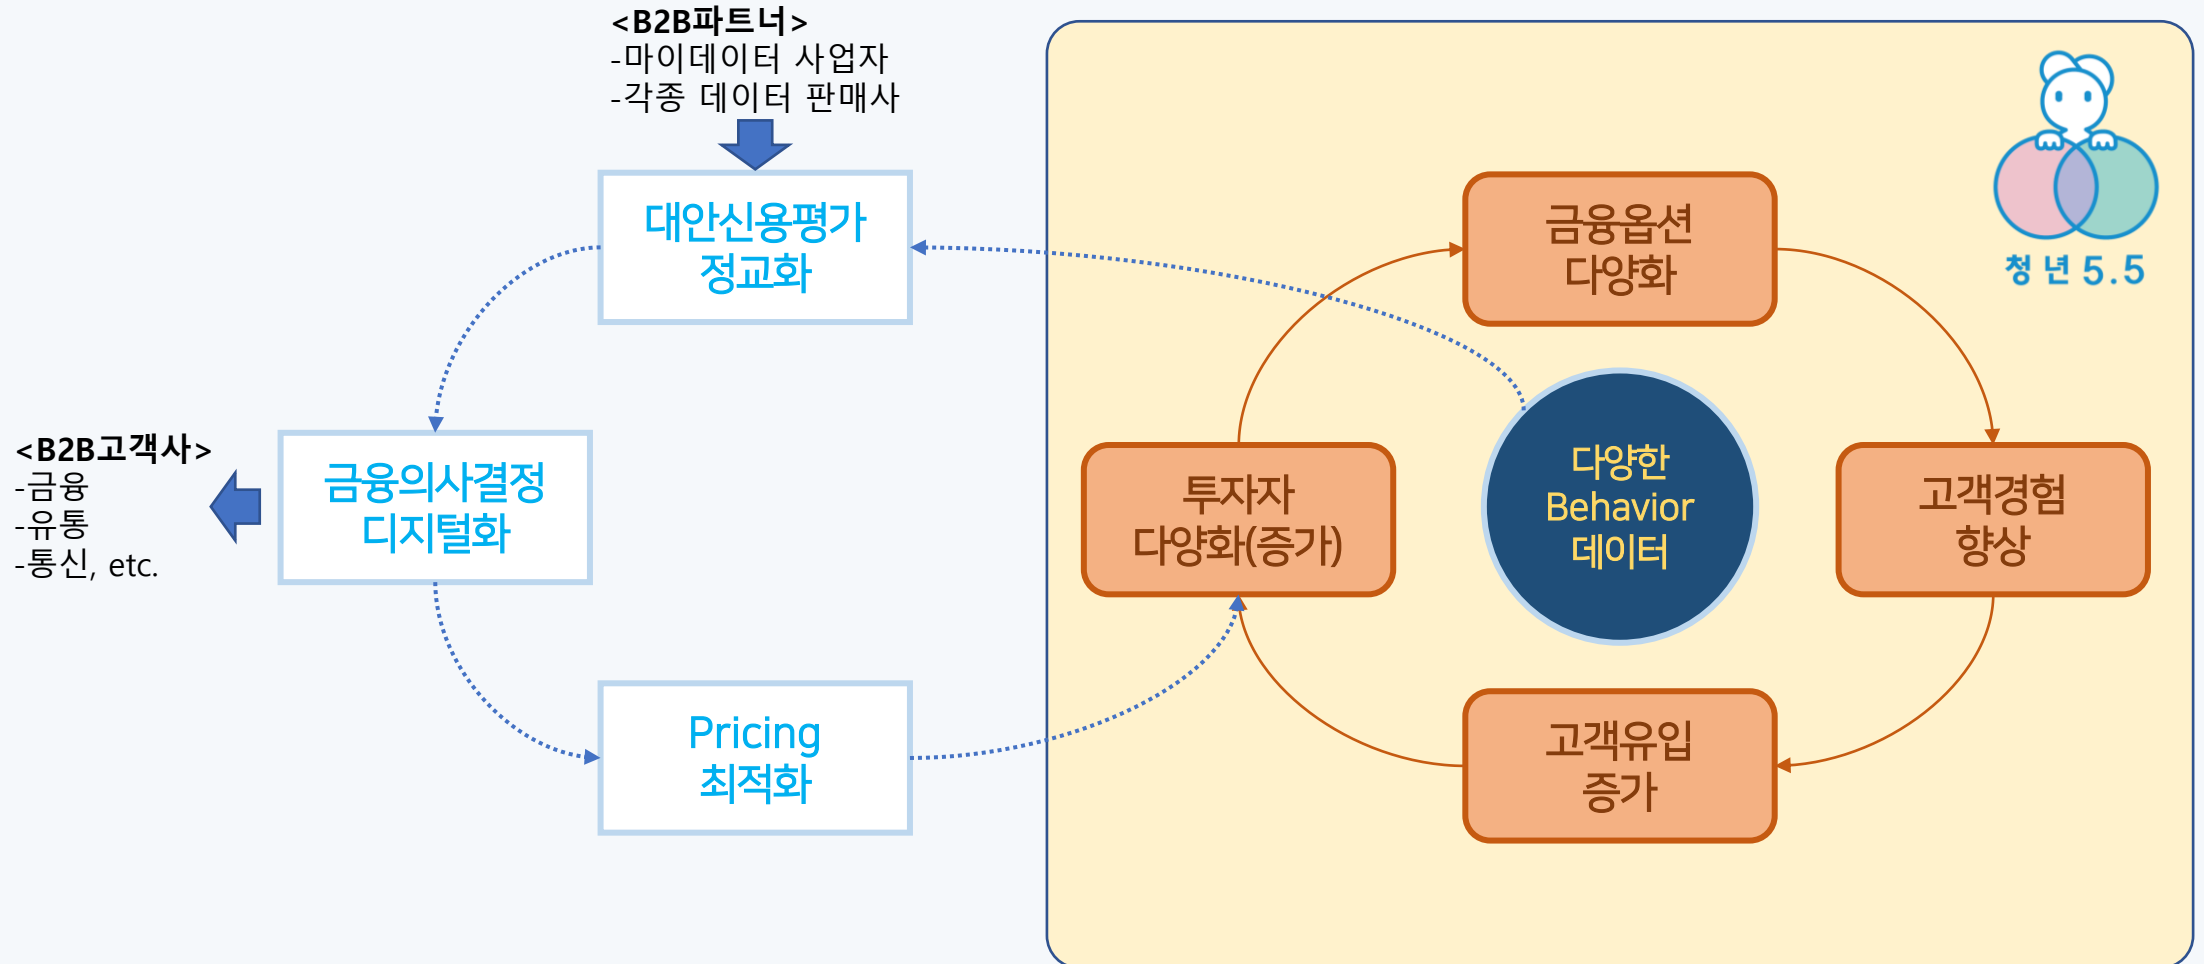 <B2B파트너>
-마이데이터 사업자
-각종 데이터 판매사
대안신용평가
정교화
<B2B고객사>
-금융
-유통
-통신, etc.
금융의사결정
디지털화
Pricing
최적화
청년5.5
금융옵션
다양화
투자자
다양화(증가)
다양한
Behavior
데이터
고객경험
향상
고객유입
증가